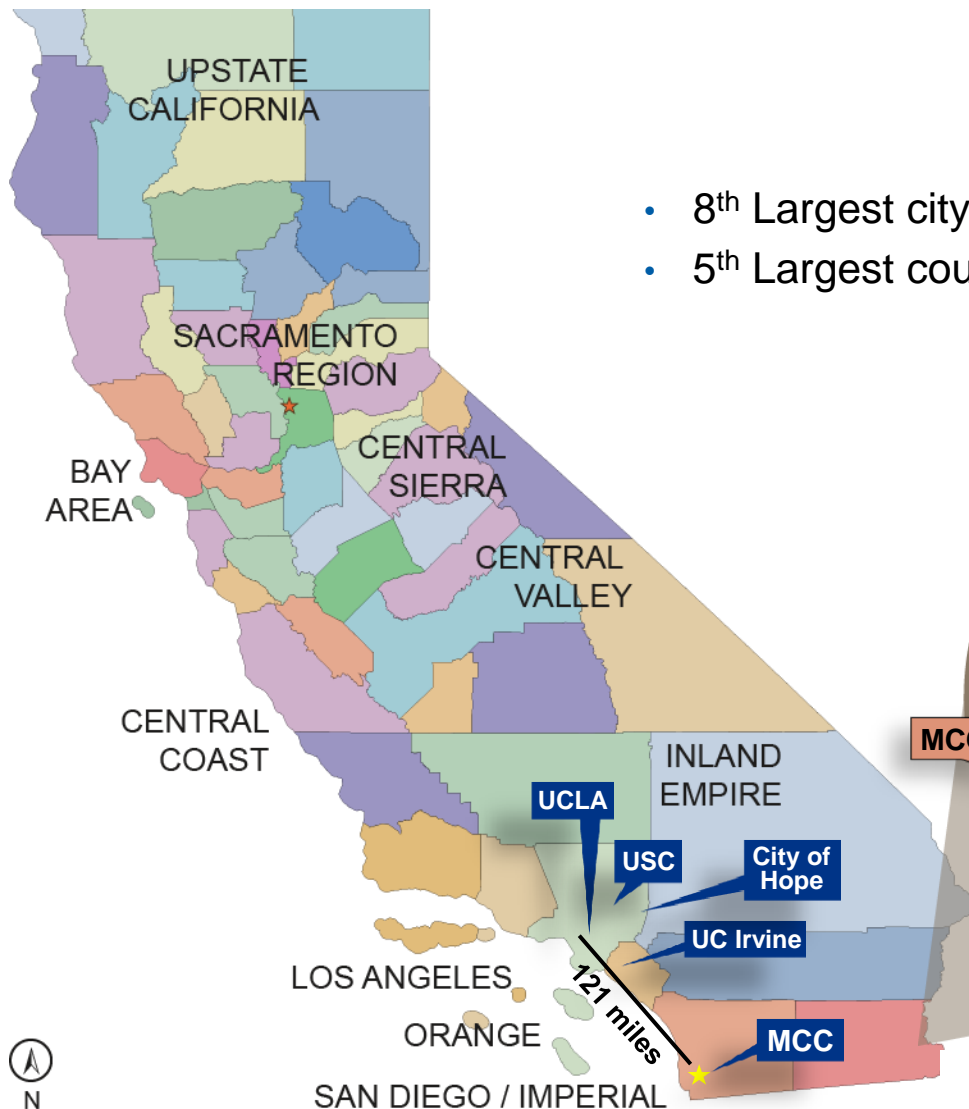 UPSTATE
CALIFORNIA
• 8th Largest city
• 5th Largest cou
SACRAMENTO
REGION
CENTRAL
SIERRA
BAY
AREA
CENTRAL
VALLEY
CENTRAL
COAST
MCC
INLAND
EMPIRE
UCLA
USC
City of
Hope
UC Irvine
LOS ANGELES
121 miles
ORANGE
MCC
SAN DIEGO / IMPERIAL
N